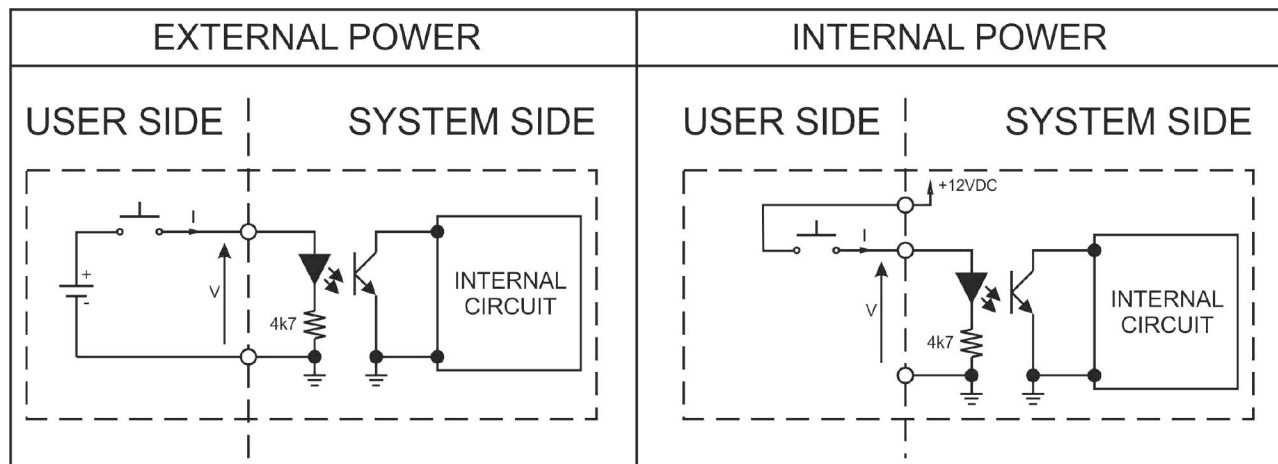 EXTERNAL POWER
INTERNAL POWER
USER SIDE
SYSTEM SIDE
USER SIDE
SYSTEM SIDE
I
+
-
V
4k7
INTERNAL
CIRCUIT
+12VDC
I
V
4k7
INTERNAL
CIRCUIT